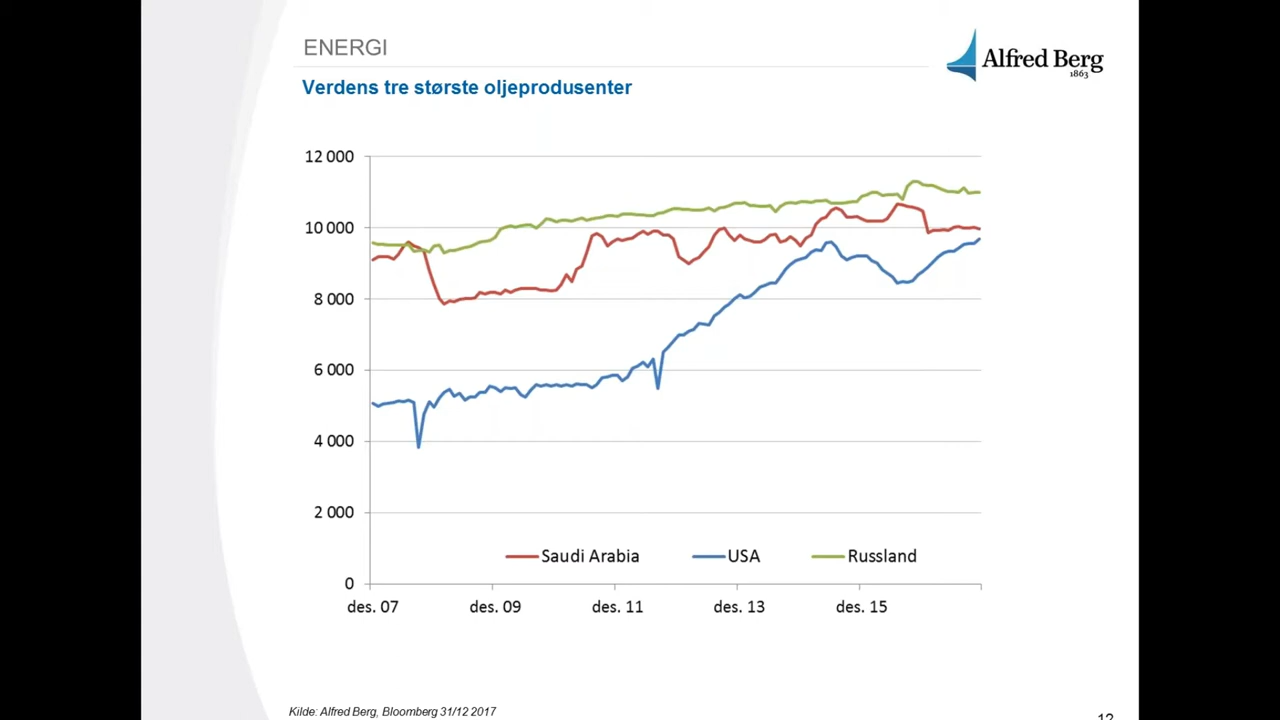 ENERGI
Alfred Berg
1863
Verdens tre største oljeprodusenter
12 000
10 000
8 000
6 000
4 000
2 000
0
Saudi Arabia
USA
Russland
des. 07
des. 09
des. 11
des. 13
des. 15
Kilde: Alfred Berg, Bloomberg 31/12 2017
12